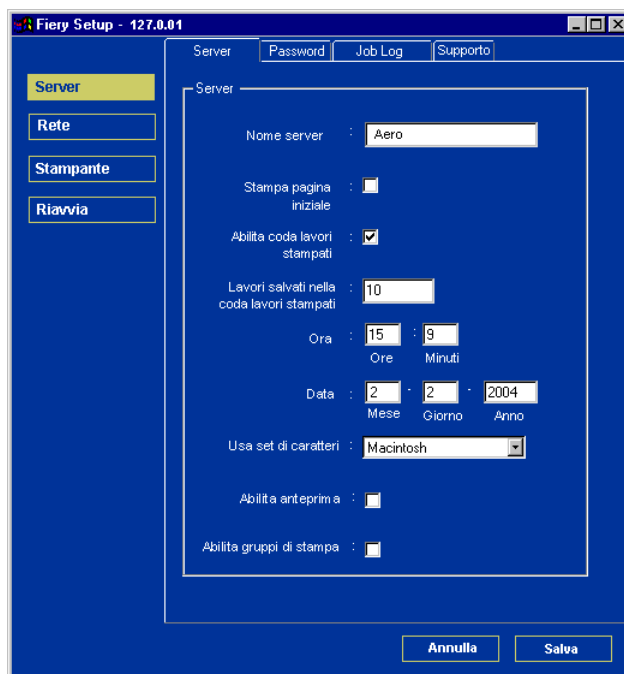 Fiery Setup - 127.0.01
Server Password Job Log Supporto
Server
Rete
Stampante
Riavvia
Server
Nome server : Aero
Stampa pagina :
iniziale
Abilita coda lavori :
stampati
Lavori salvati nella : 10
coda lavori stampati
Ora : 15 : 9
Ore Minuti
Data : 2 - 2 - 2004
Mese Giorno Anno
Usa set di caratteri : Macintosh
Abilita anteprima :
Abilita gruppi di stampa :
Annulla Salva